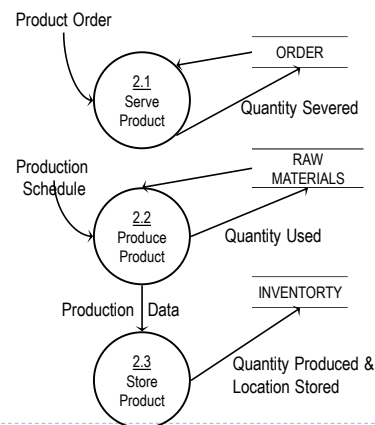 Product Order
ORDER
2.1
Serve
Product
Quantity Severed
Production
Schedule
RAW
MATERIALS
2.2
Produce
Product
Quantity Used
Production Data
INVENTORTY
2.3
Store
Product
Quantity Produced &
Location Stored